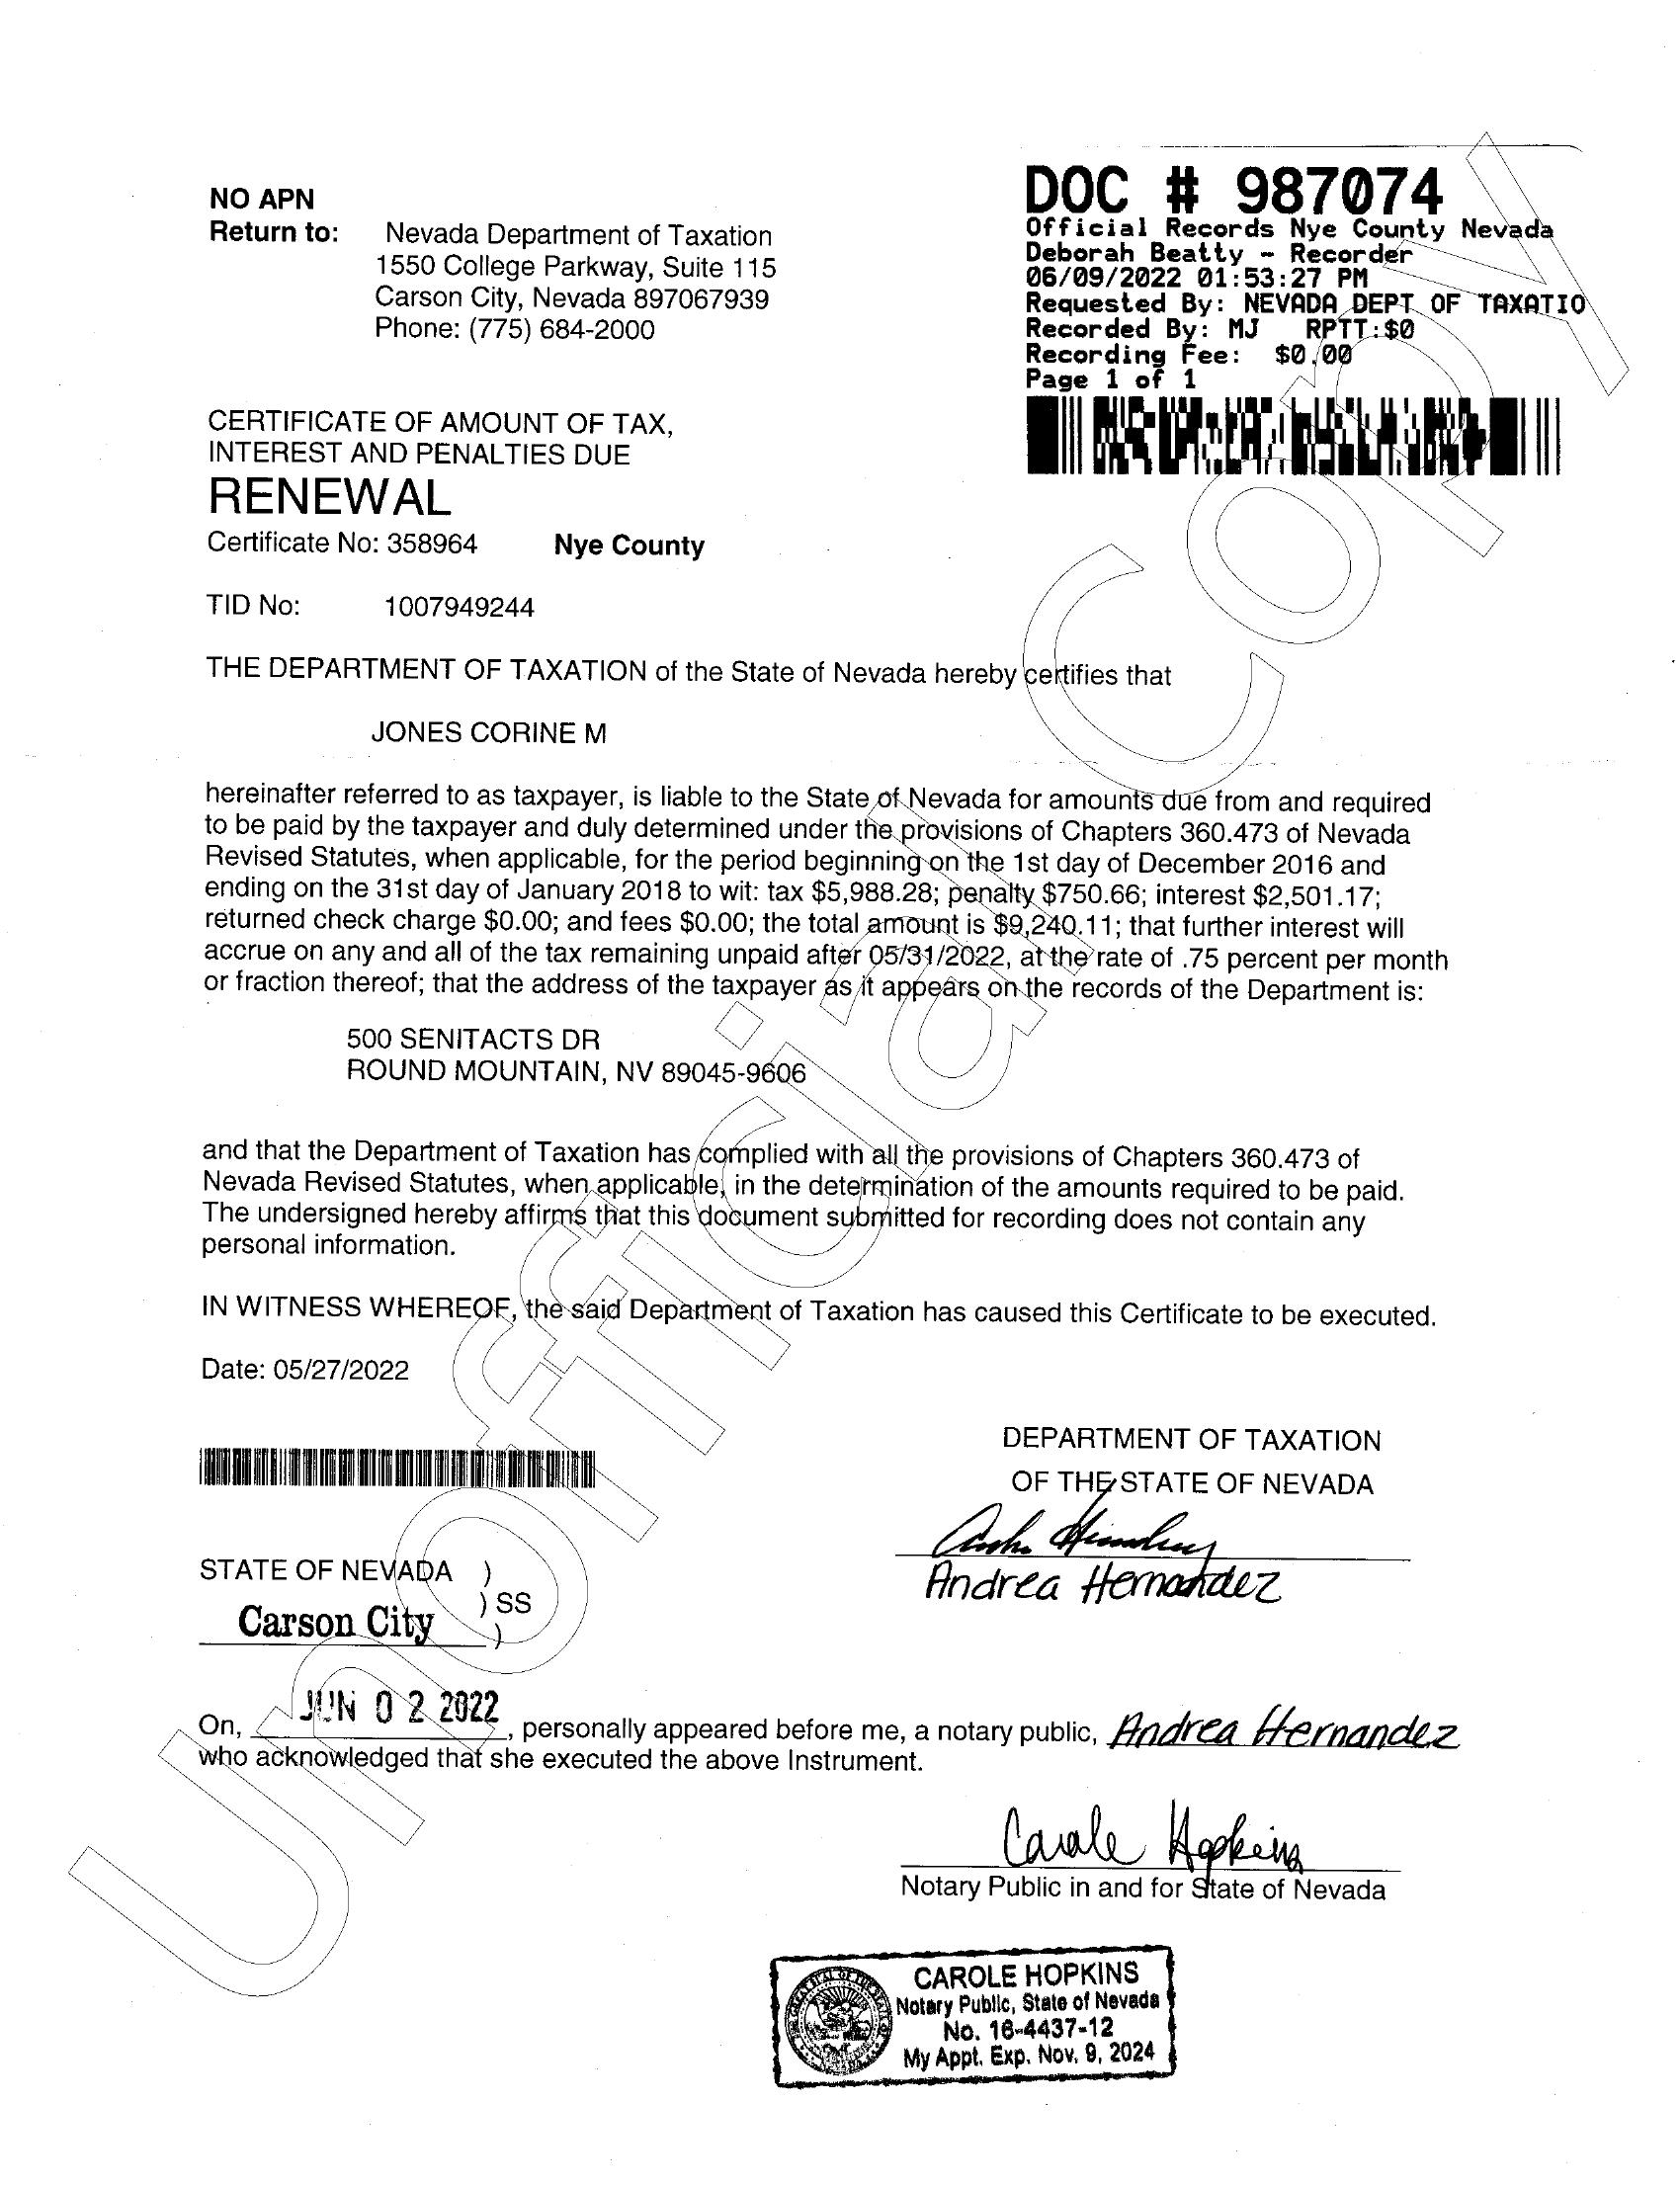 NO APN
Return to: Nevada Department of Taxation
1550 College Parkway, Suite 115
Carson City, Nevada 897067939
Phone: (775) 684-2000
DOC # 987074
Official Records Nye County Nevada
Deborah Beatty - Recorder
06/09/2022 01:53:27 PM
Requested By: NEVADA DEPT OF TAXATIO
Recorded By: MJ RPTT:$0
Recording Fee: $0.00
Page 1 of 1
CERTIFICATE OF AMOUNT OF TAX,
INTEREST AND PENALTIES DUE
RENEWAL
Certificate No: 358964 Nye County
TID No: 1007949244
THE DEPARTMENT OF TAXATION of the State of Nevada hereby certifies that
JONES CORINE M
hereinafter referred to as taxpayer, is liable to the State of Nevada for amounts due from and required
to be paid by the taxpayer and duly determined under the provisions of Chapters 360.473 of Nevada
Revised Statutes, when applicable, for the period beginning on the 1st day of December 2016 and
ending on the 31st day of January 2018 to wit: tax $5,988.28; penalty $750.66; interest $2,501.17;
returned check charge $0.00; and fees $0.00; the total amount is $9,240.11; that further interest will
accrue on any and all of the tax remaining unpaid after 05/31/2022, at the rate of .75 percent per month
or fraction thereof; that the address of the taxpayer as it appears on the records of the Department is:
500 SENITACTS DR
ROUND MOUNTAIN, NV 89045-9606
and that the Department of Taxation has complied with all the provisions of Chapters 360.473 of
Nevada Revised Statutes, when applicable, in the determination of the amounts required to be paid.
The undersigned hereby affirms that this document submitted for recording does not contain any
personal information.
IN WITNESS WHEREOF, the said Department of Taxation has caused this Certificate to be executed.
Date: 05/27/2022
DEPARTMENT OF TAXATION
OF THE STATE OF NEVADA
Andrea Hernandez
STATE OF NEVADA )
) SS
Carson City )
On, JUN 02 2022, personally appeared before me, a notary public, Andrea Hernandez
who acknowledged that she executed the above Instrument.
Carole Hopkins
Notary Public in and for State of Nevada
CAROLE HOPKINS
Notary Public, State of Nevada
No. 16-4437-12
My Appt. Exp. Nov. 9, 2024
Unofficial Copy